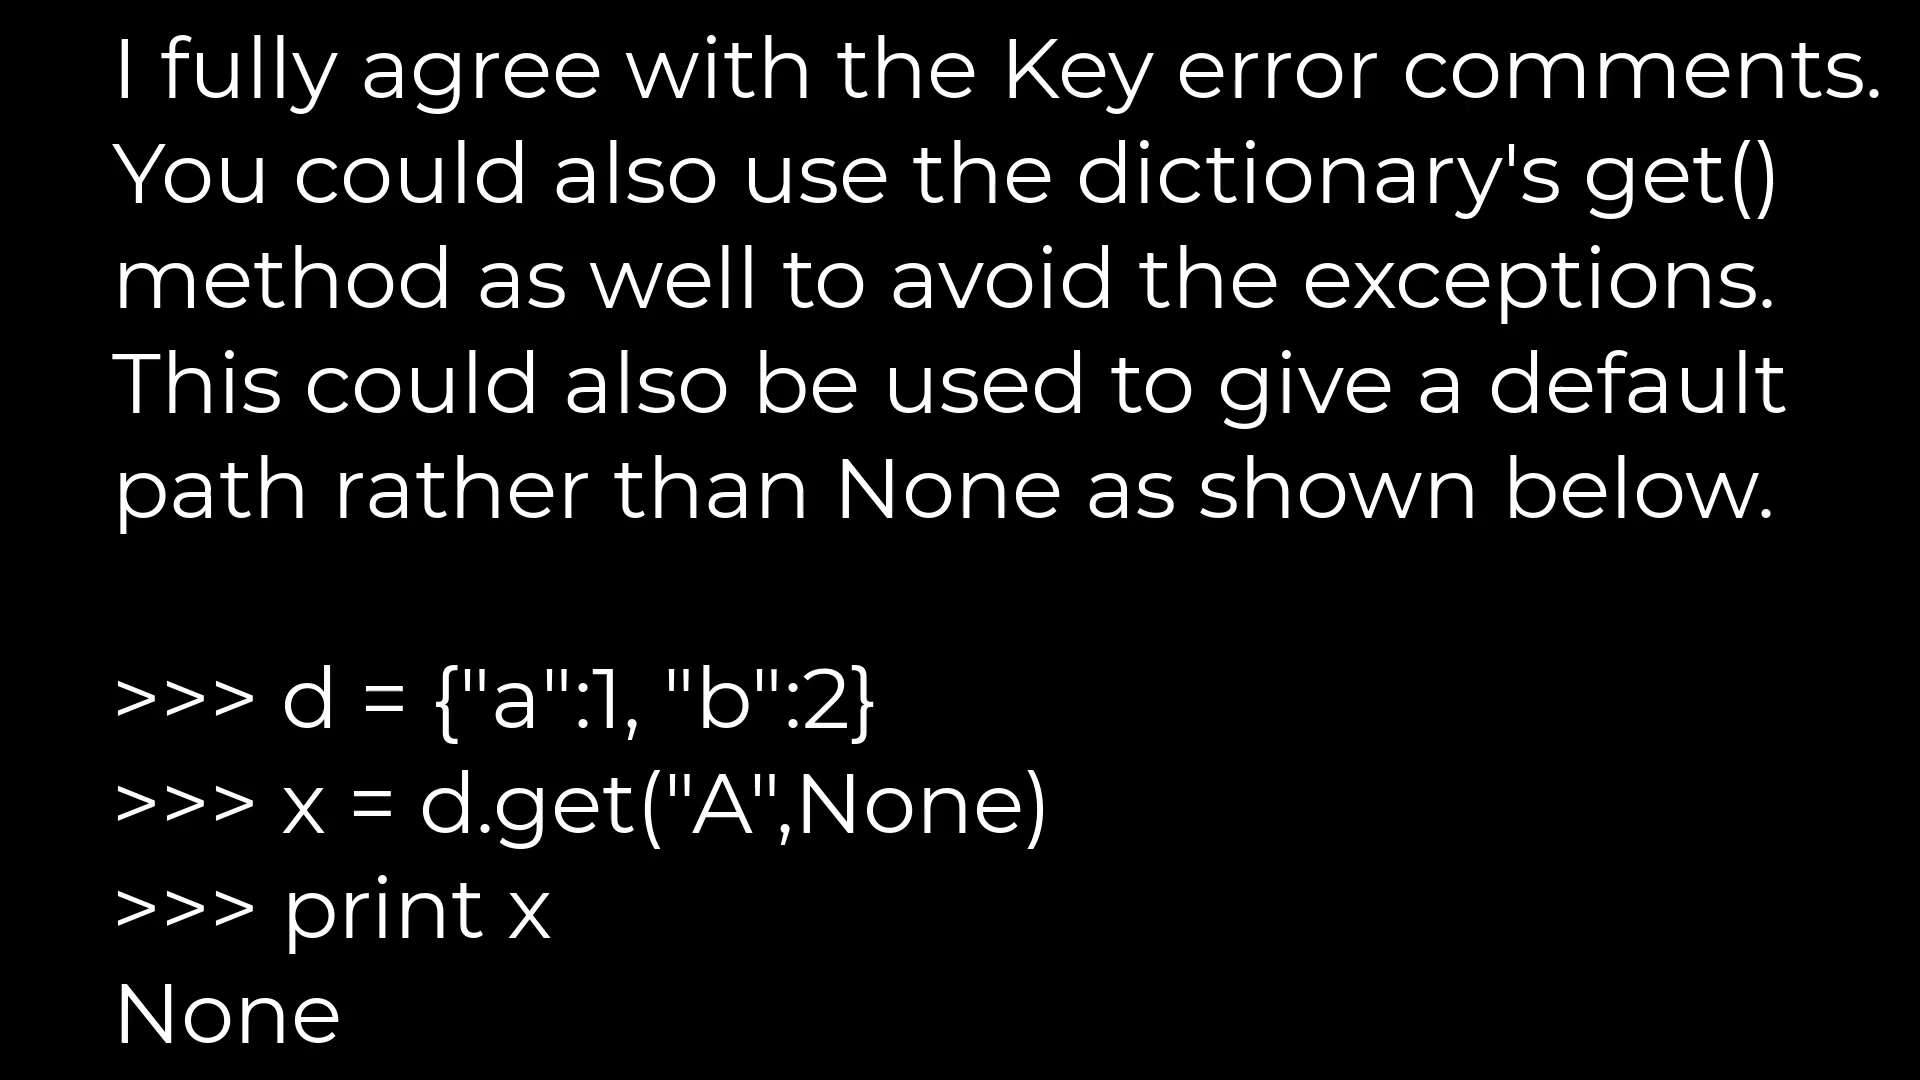 I fully agree with the Key error comments.
You could also use the dictionary's get()
method as well to avoid the exceptions.
This could also be used to give a default
path rather than None as shown below.
>>> d = {"a":1, "b":2}
>>> x = d.get("A",None)
>>> print x
None